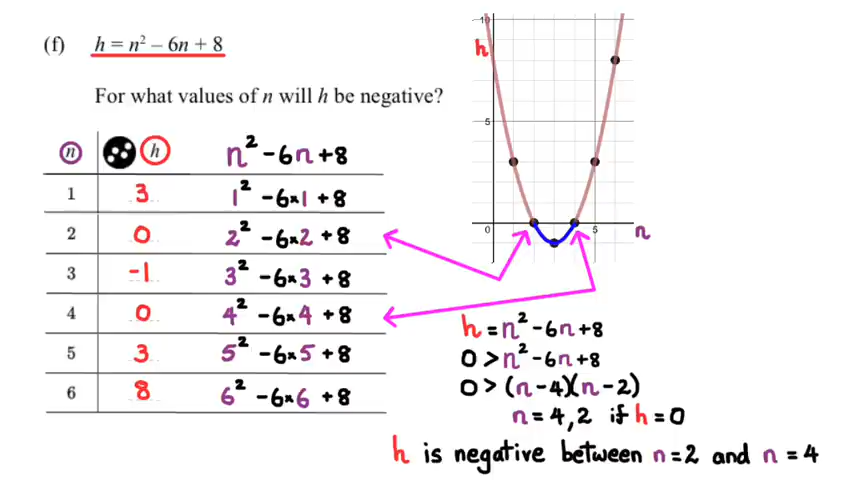 (f) h = n² – 6n + 8
For what values of n will h be negative?
n h n² - 6n + 8
1 3 1² - 6×1 + 8
2 0 2² - 6×2 + 8
3 -1 3² - 6×3 + 8
4 0 4² - 6×4 + 8
5 3 5² - 6×5 + 8
6 8 6² - 6×6 + 8
10
h
5
0 5 n
h = n² - 6n + 8
0 > n² - 6n + 8
0 > (n - 4)(n - 2)
n = 4, 2 if h = 0
h is negative between n = 2 and n = 4